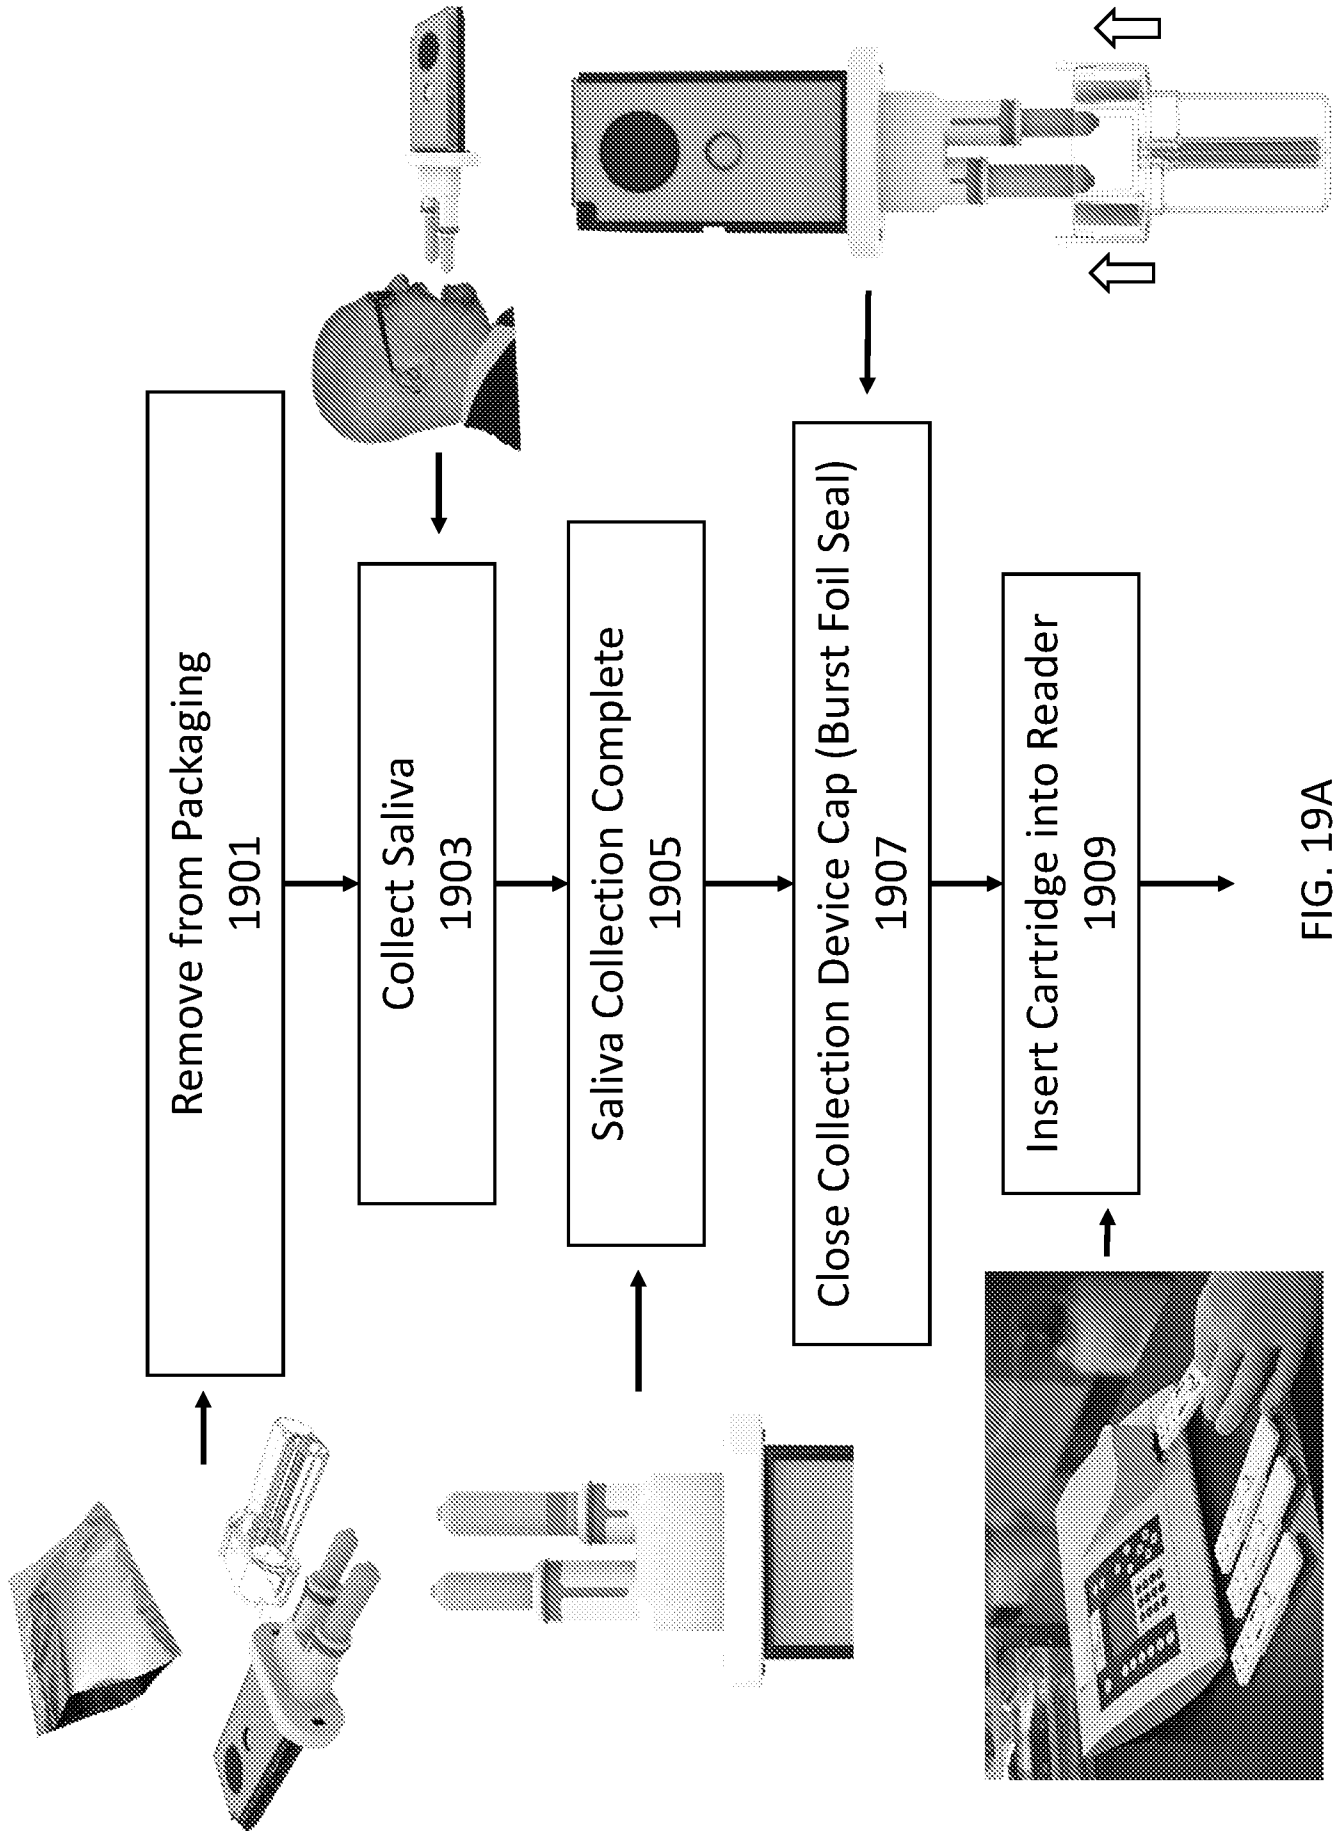 Remove from Packaging
1901
Collect Saliva
1903
Saliva Collection Complete
1905
Close Collection Device Cap (Burst Foil Seal)
1907
Insert Cartridge into Reader
1909
FIG. 19A